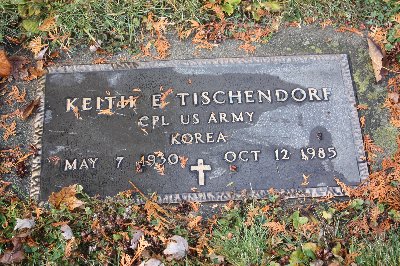 KEITH E TISCHENDORF
CPL US ARMY
KOREA
MAY 7 1930 OCT 12 1985